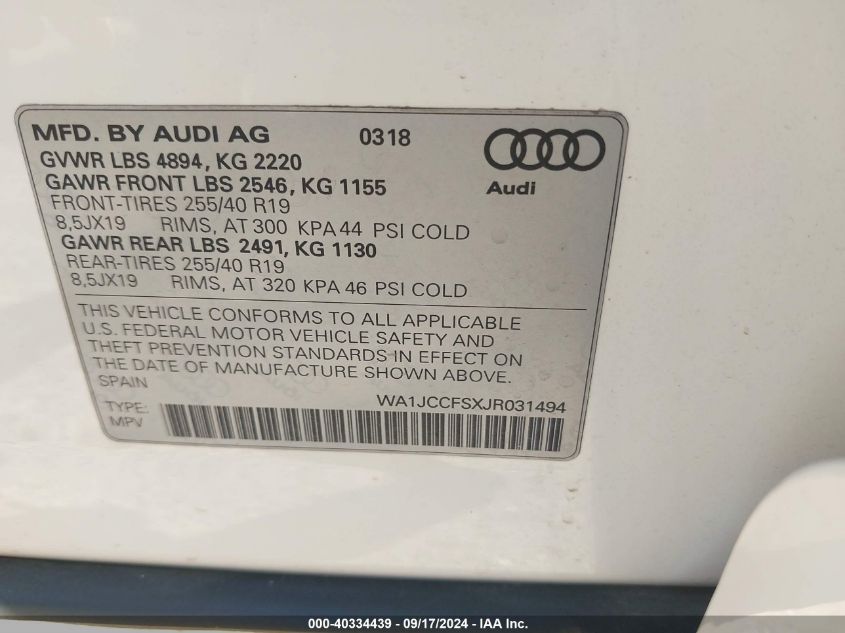 MFD. BY AUDI AG 0318
GVWR LBS 4894, KG 2220
GAWR FRONT LBS 2546, KG 1155
FRONT-TIRES 255/40 R19
8,5JX19 RIMS, AT 300 KPA 44 PSI COLD
GAWR REAR LBS 2491, KG 1130
REAR-TIRES 255/40 R19
8,5JX19 RIMS, AT 320 KPA 46 PSI COLD
Audi
THIS VEHICLE CONFORMS TO ALL APPLICABLE
U.S. FEDERAL MOTOR VEHICLE SAFETY AND
THEFT PREVENTION STANDARDS IN EFFECT ON
THE DATE OF MANUFACTURE SHOWN ABOVE.
SPAIN
WA1JCCFSXJR031494
TYPE:
MPV
000-40334439 - 09/17/2024 - IAA Inc.